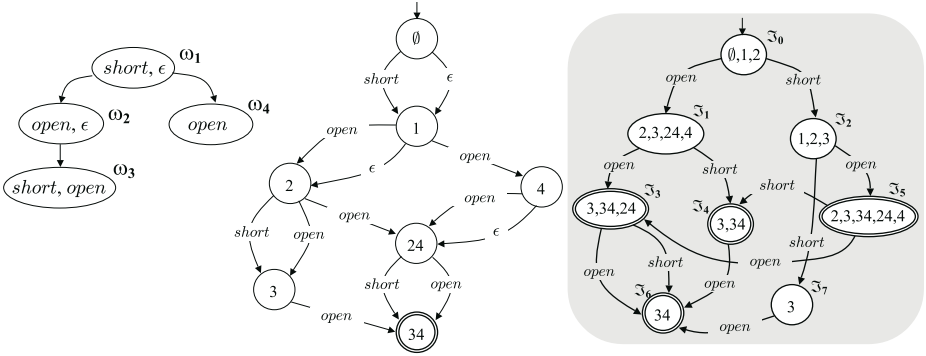 short, ϵ ω1
open, ϵ ω2
open ω4
short, open ω3
∅
short ϵ
1
open ϵ open
2 4
short open open open ϵ
24
3 short open
open
34
∅,1,2 ℑ0
open short
2,3,24,4 ℑ1
1,2,3 ℑ2
open short short open
3,34,24 ℑ3
3,34 ℑ4
2,3,34,24,4 ℑ5
open short open open short
34 ℑ6
3 ℑ7
open